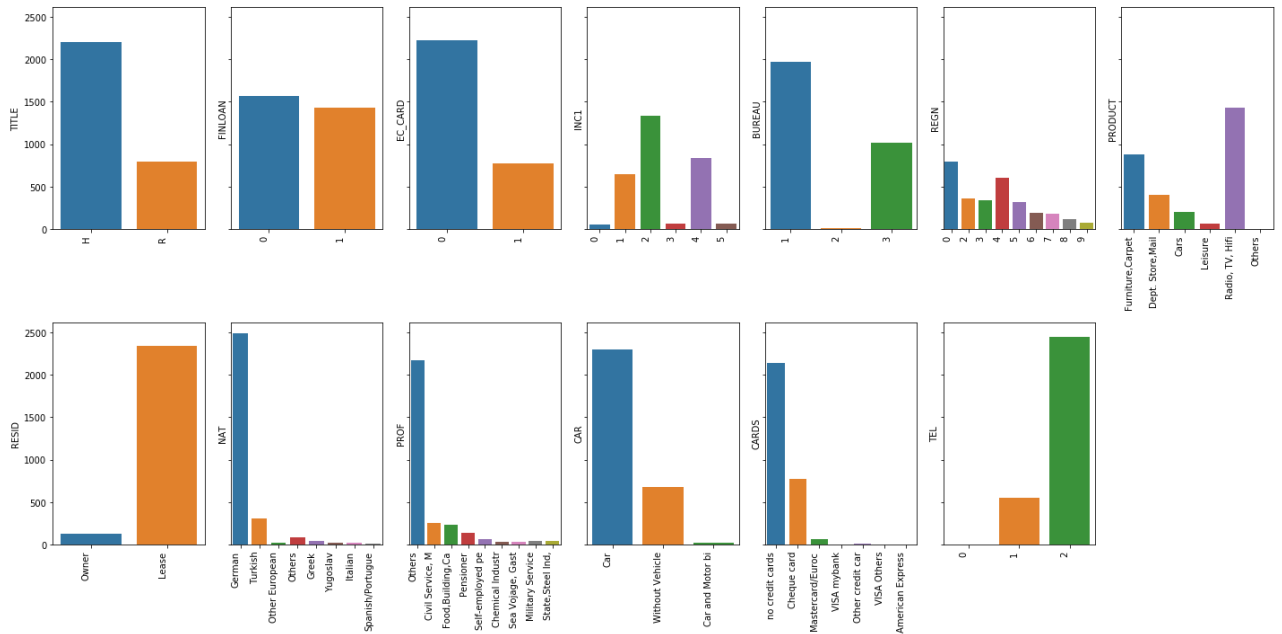 2500
2000
1500
1000
500
0
TITLE
H
R
FINLOAN
0
1
EC_CARD
0
1
INC1
0
1
2
3
4
5
BUREAU
1
2
3
REGN
0
2
3
4
5
6
7
8
9
PRODUCT
Furniture,Carpet
Dept. Store,Mail
Cars
Leisure
Radio, TV, Hifi
Others
2500
2000
1500
1000
500
0
RESID
Owner
Lease
NAT
German
Turkish
Other European
Others
Greek
Yugoslav
Italian
Spanish/Portugue
PROF
Others
Civil Service, M
Food,Building,Ca
Pensioner
Self-employed pe
Chemical Industr
Sea Vojage, Gast
Military Service
State,Steel Ind,
CAR
Car
Without Vehicle
Car and Motor bi
CARDS
no credit cards
Cheque card
Mastercard/Euroc
VISA mybank
Other credit car
VISA Others
American Express
TEL
0
1
2